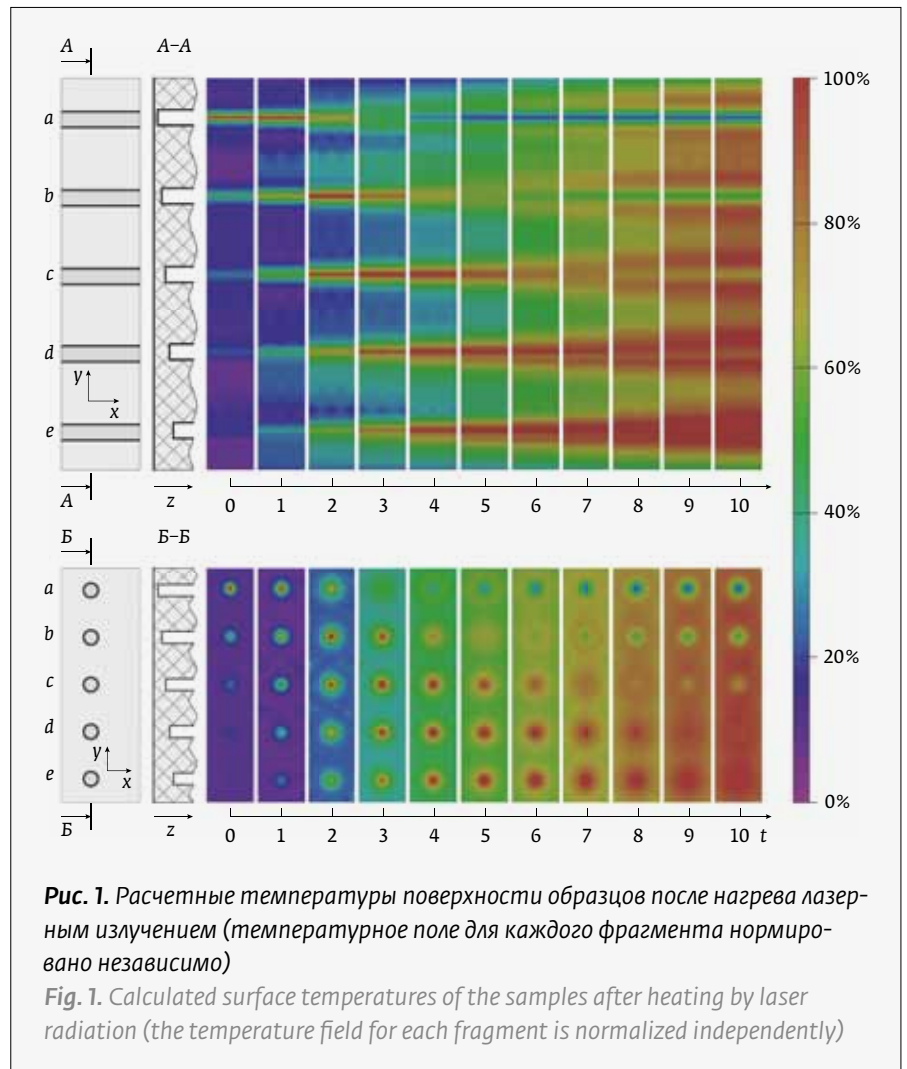 А А–А
a
b
c
d
e
y
x
А z 0 1 2 3 4 5 6 7 8 9 10
100%
80%
60%
40%
20%
0%
Б Б–Б
a
b
c
d
e
y
x
Б z 0 1 2 3 4 5 6 7 8 9 10 t
Рис. 1. Расчетные температуры поверхности образцов после нагрева лазер-
ным излучением (температурное поле для каждого фрагмента нормиро-
вано независимо)
Fig. 1. Calculated surface temperatures of the samples after heating by laser
radiation (the temperature field for each fragment is normalized independently)